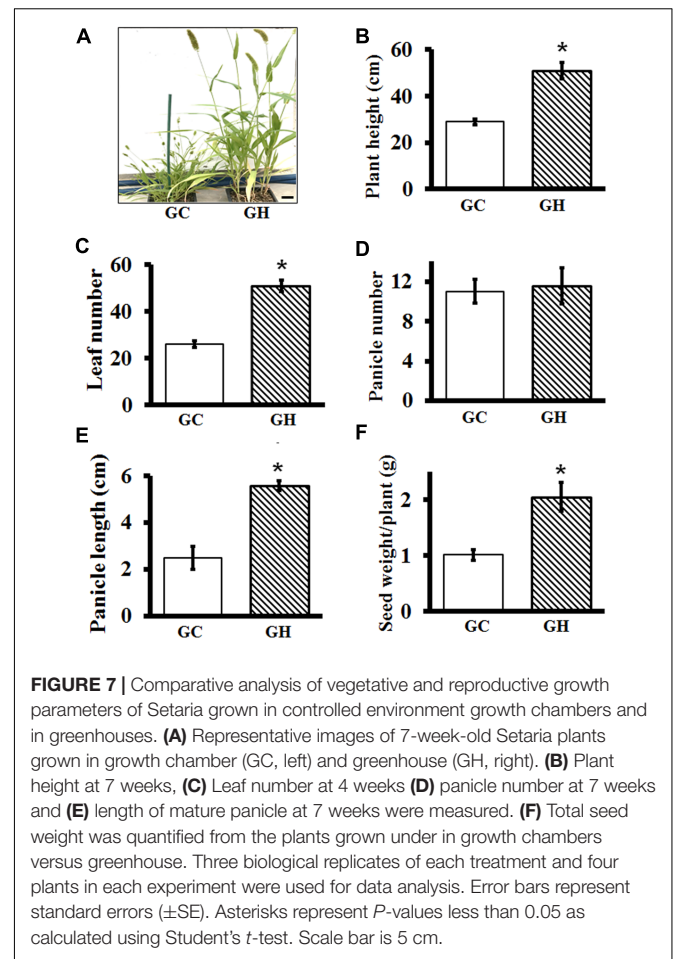 A
GC GH
B
Plant height (cm)
60
40
20
0
*
GC GH
C
Leaf number
60
40
20
0
*
GC GH
D
Panicle number
12
8
4
0
GC GH
E
Panicle length (cm)
6
4
2
0
*
GC GH
F
Seed weight/plant (g)
2
1
0
*
GC GH
FIGURE 7 | Comparative analysis of vegetative and reproductive growth
parameters of Setaria grown in controlled environment growth chambers and
in greenhouses. (A) Representative images of 7-week-old Setaria plants
grown in growth chamber (GC, left) and greenhouse (GH, right). (B) Plant
height at 7 weeks, (C) Leaf number at 4 weeks (D) panicle number at 7 weeks
and (E) length of mature panicle at 7 weeks were measured. (F) Total seed
weight was quantified from the plants grown under in growth chambers
versus greenhouse. Three biological replicates of each treatment and four
plants in each experiment were used for data analysis. Error bars represent
standard errors (±SE). Asterisks represent P-values less than 0.05 as
calculated using Student's t-test. Scale bar is 5 cm.